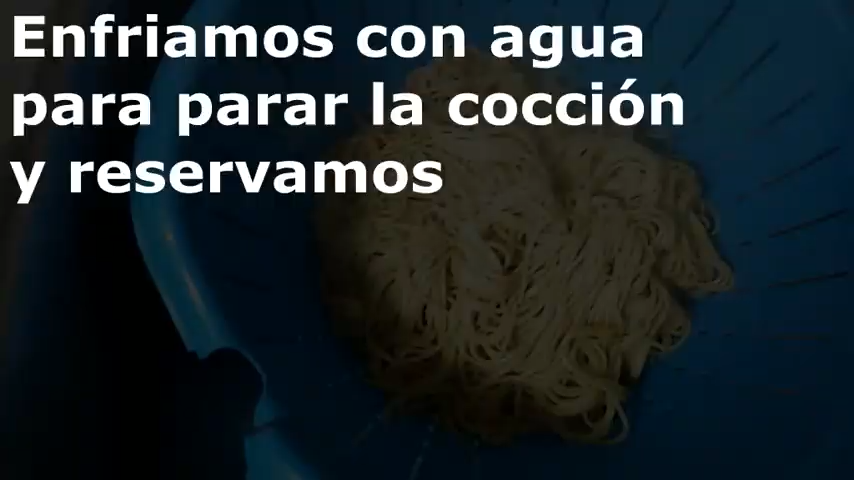 Enfriamos con agua
para parar la cocción
y reservamos